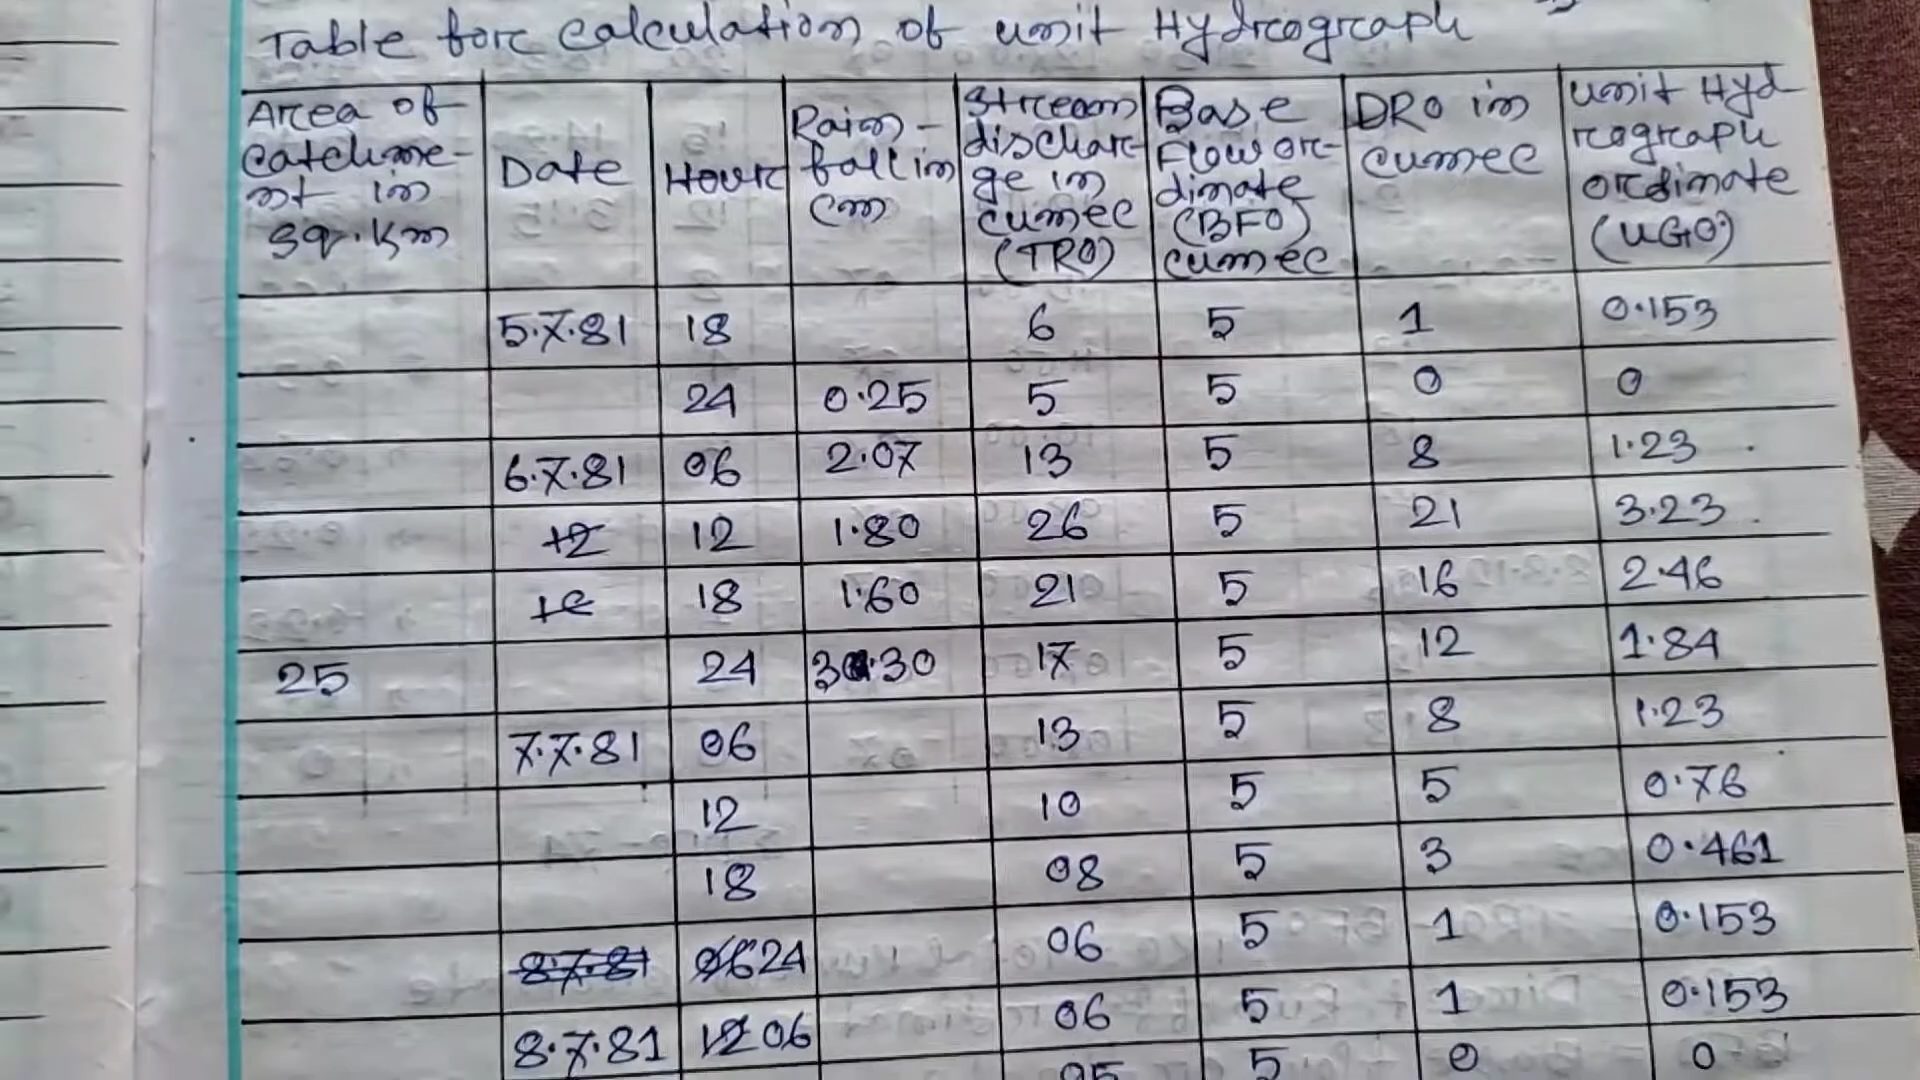 Table for calculation of unit Hydrograph
Area of catchment in sq.km | Date | Hour | Rainfall in cm | Stream discharge in cumec (TRO) | Base Flow ordinate (BFO) cumec | DRO in cumec | unit Hydrograph ordinate (UGO)
5.7.81 18 6 5 1 0.153
24 0.25 5 5 0 0
6.7.81 06 2.07 13 5 8 1.23
12 12 1.80 26 5 21 3.23
18 1.60 21 5 16 2.46
25 24 17 5 12 1.84
7.7.81 06 13 5 8 1.23
12 10 5 5 0.76
18 08 5 3 0.461
8.7.81 24 06 5 1 0.153
8.7.81 12 06 06 5 1 0.153
05 5 0 0